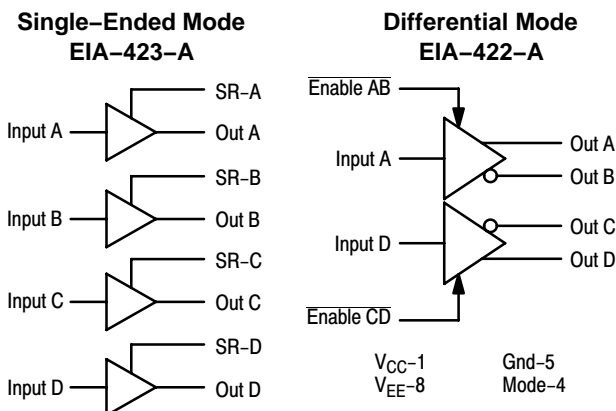 Single–Ended Mode
EIA–423–A
SR–A
Input A
Out A
SR–B
Input B
Out B
SR–C
Input C
Out C
SR–D
Input D
Out D
Differential Mode
EIA–422–A
Enable AB
Out A
Input A
Out B
Out C
Input D
Out D
Enable CD
VCC–1
Gnd–5
VEE–8
Mode–4